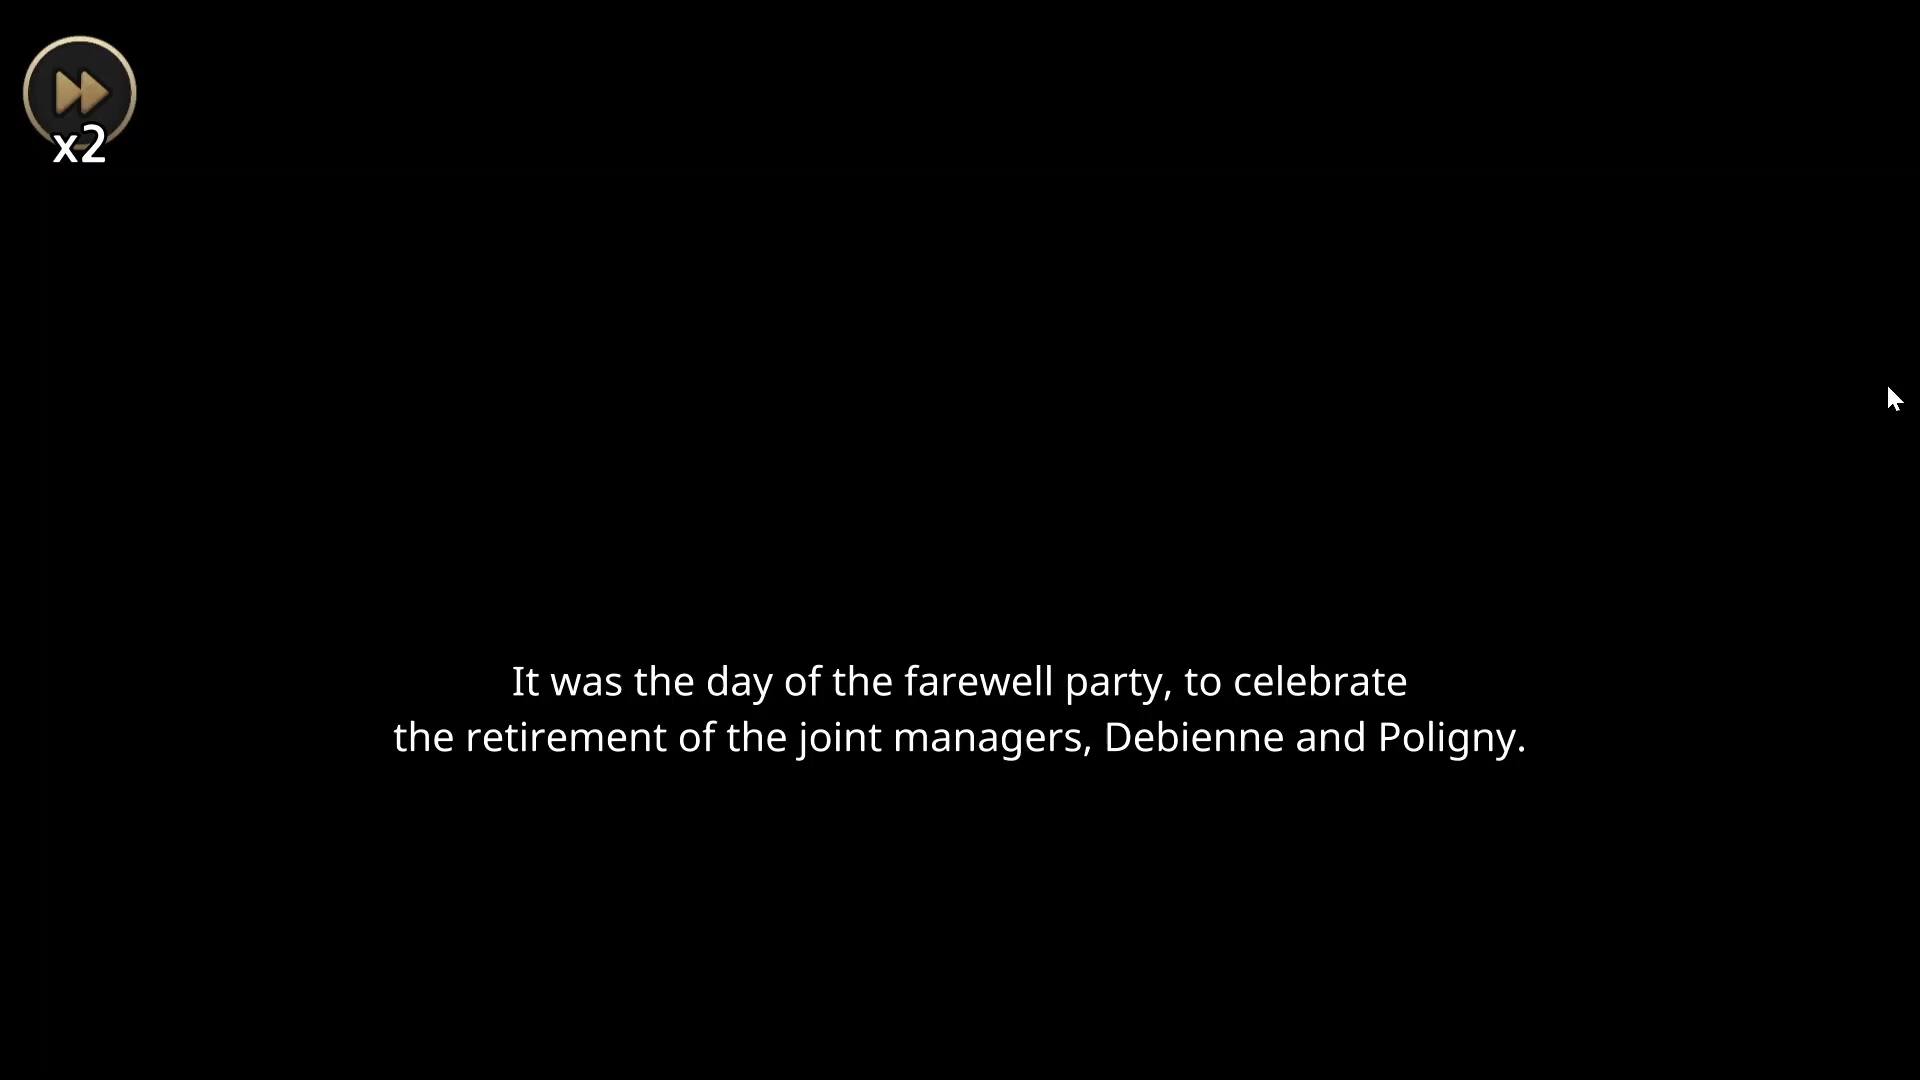 x2
It was the day of the farewell party, to celebrate
the retirement of the joint managers, Debienne and Poligny.